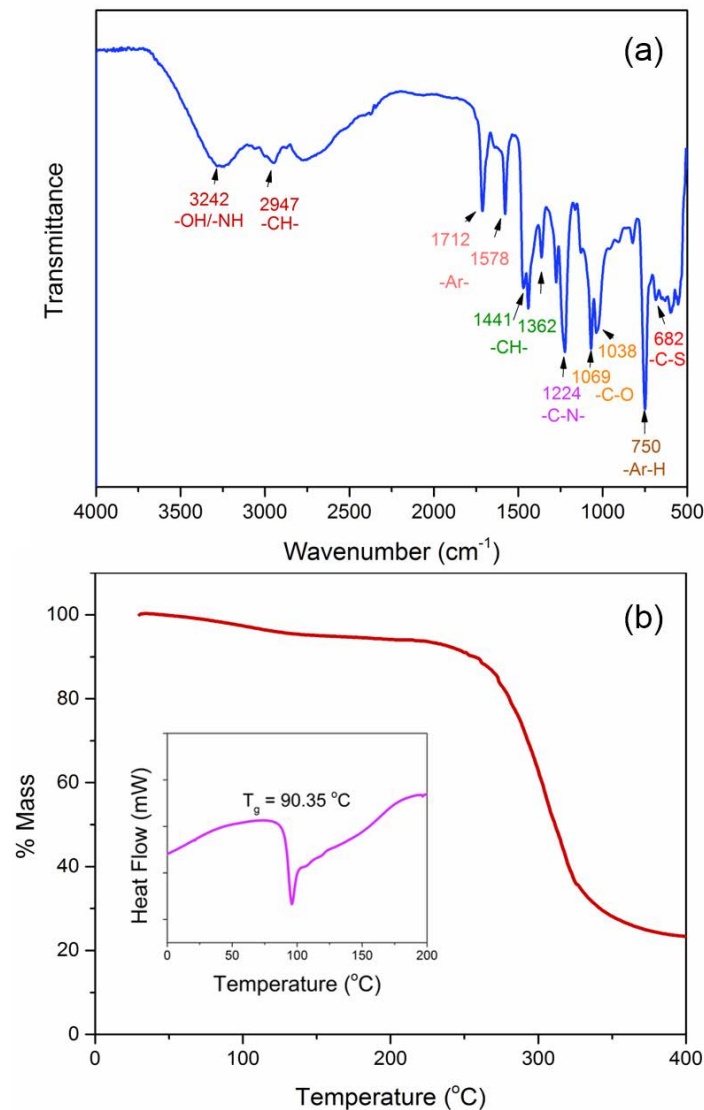 (a)
Transmittance
3242
-OH/-NH
2947
-CH-
1712
1578
-Ar-
1441
1362
-CH-
1224
-C-N-
1069
1038
-C-O
682
-C-S
750
-Ar-H
4000 3500 3000 2500 2000 1500 1000 500
Wavenumber (cm⁻¹)
(b)
% Mass
100
80
60
40
20
0
Heat Flow (mW)
T_g = 90.35 °C
0 50 100 150 200
Temperature (°C)
0 100 200 300 400
Temperature (°C)